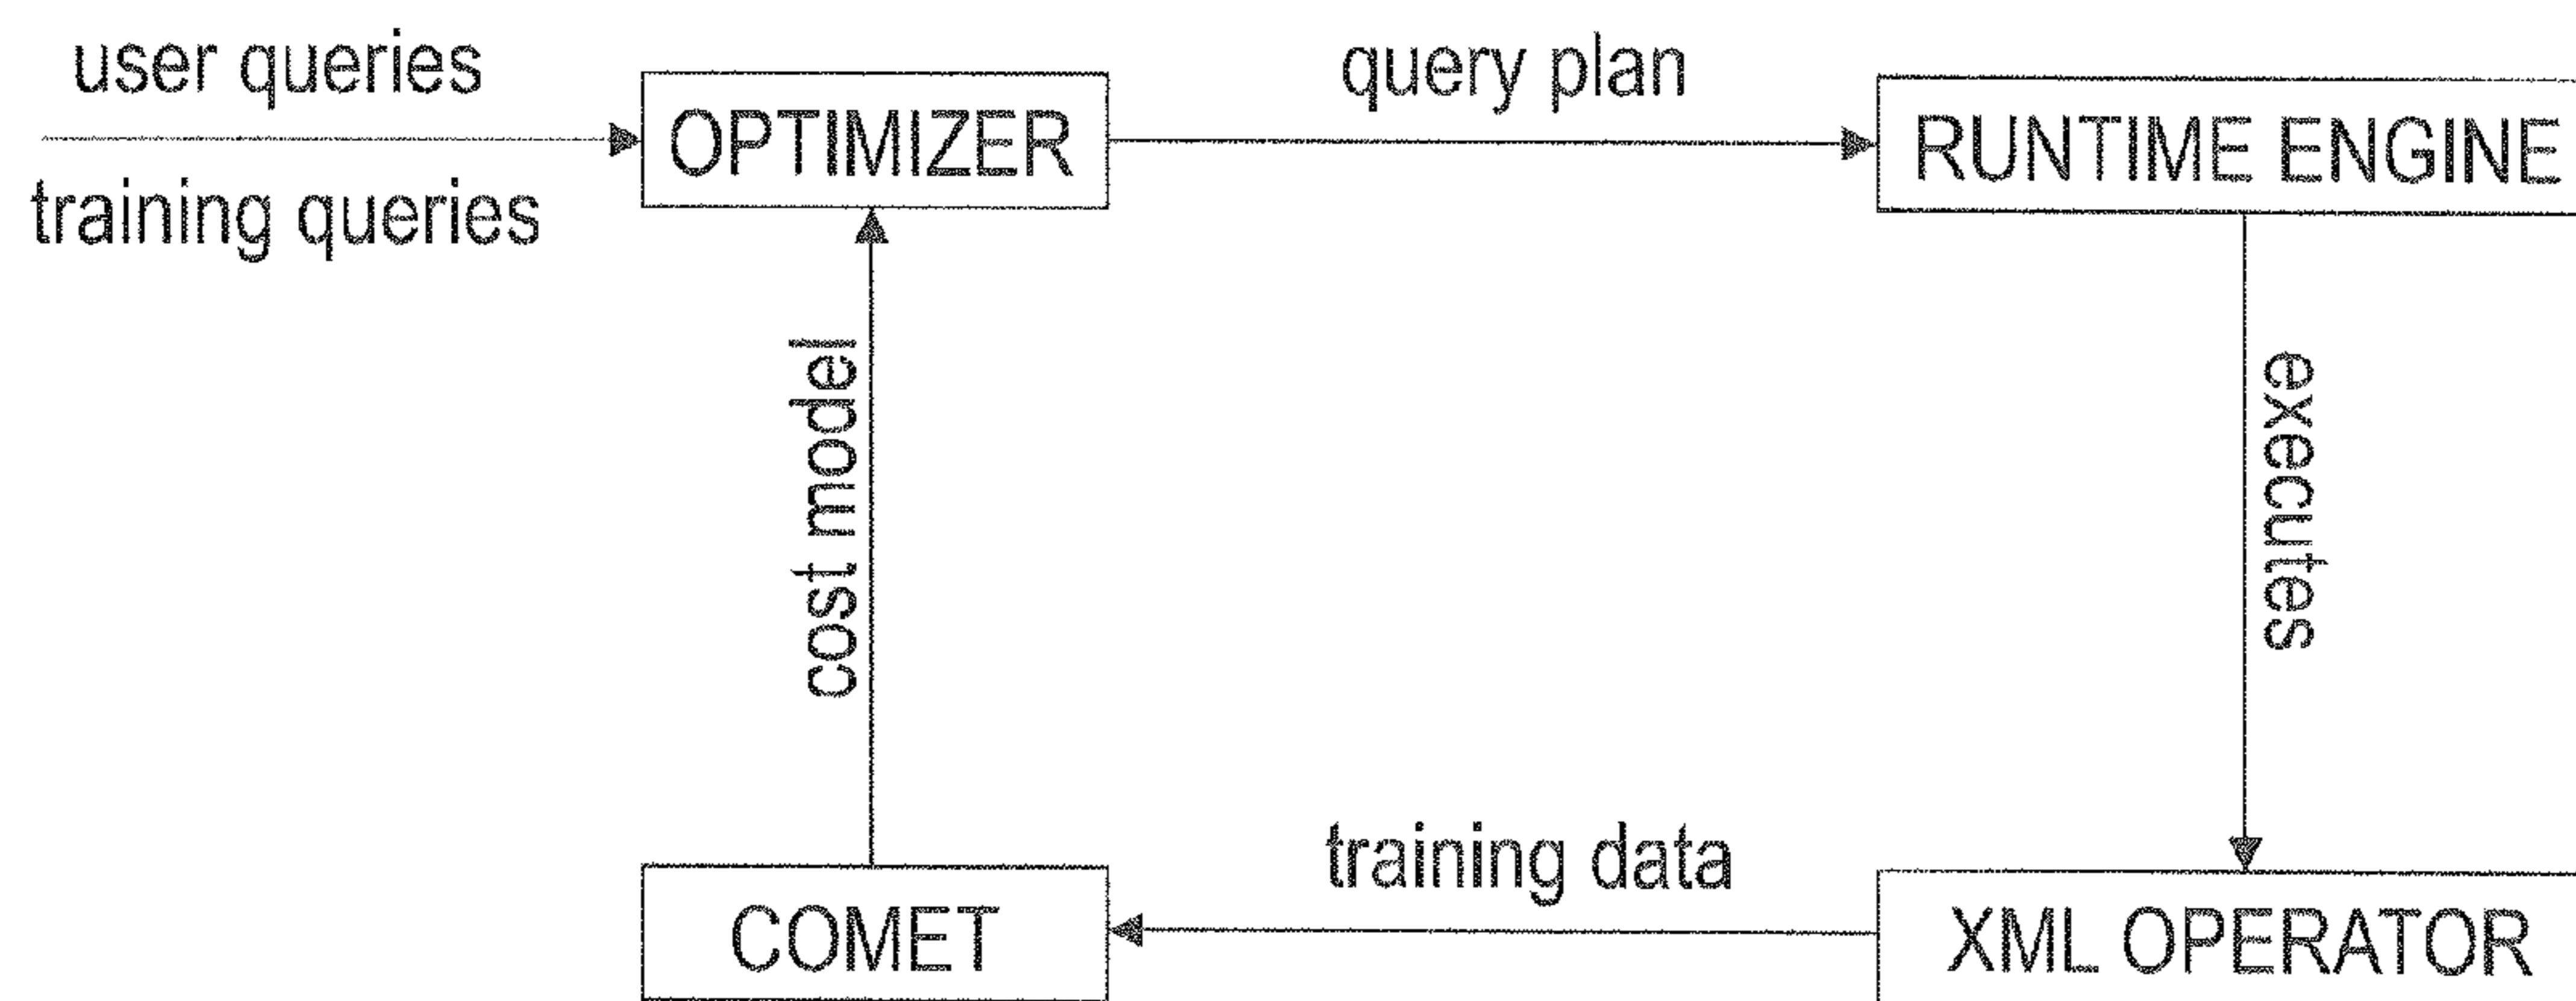 user queries
query plan
OPTIMIZER
RUNTIME ENGINE
training queries
cost model
executes
training data
COMET
XML OPERATOR